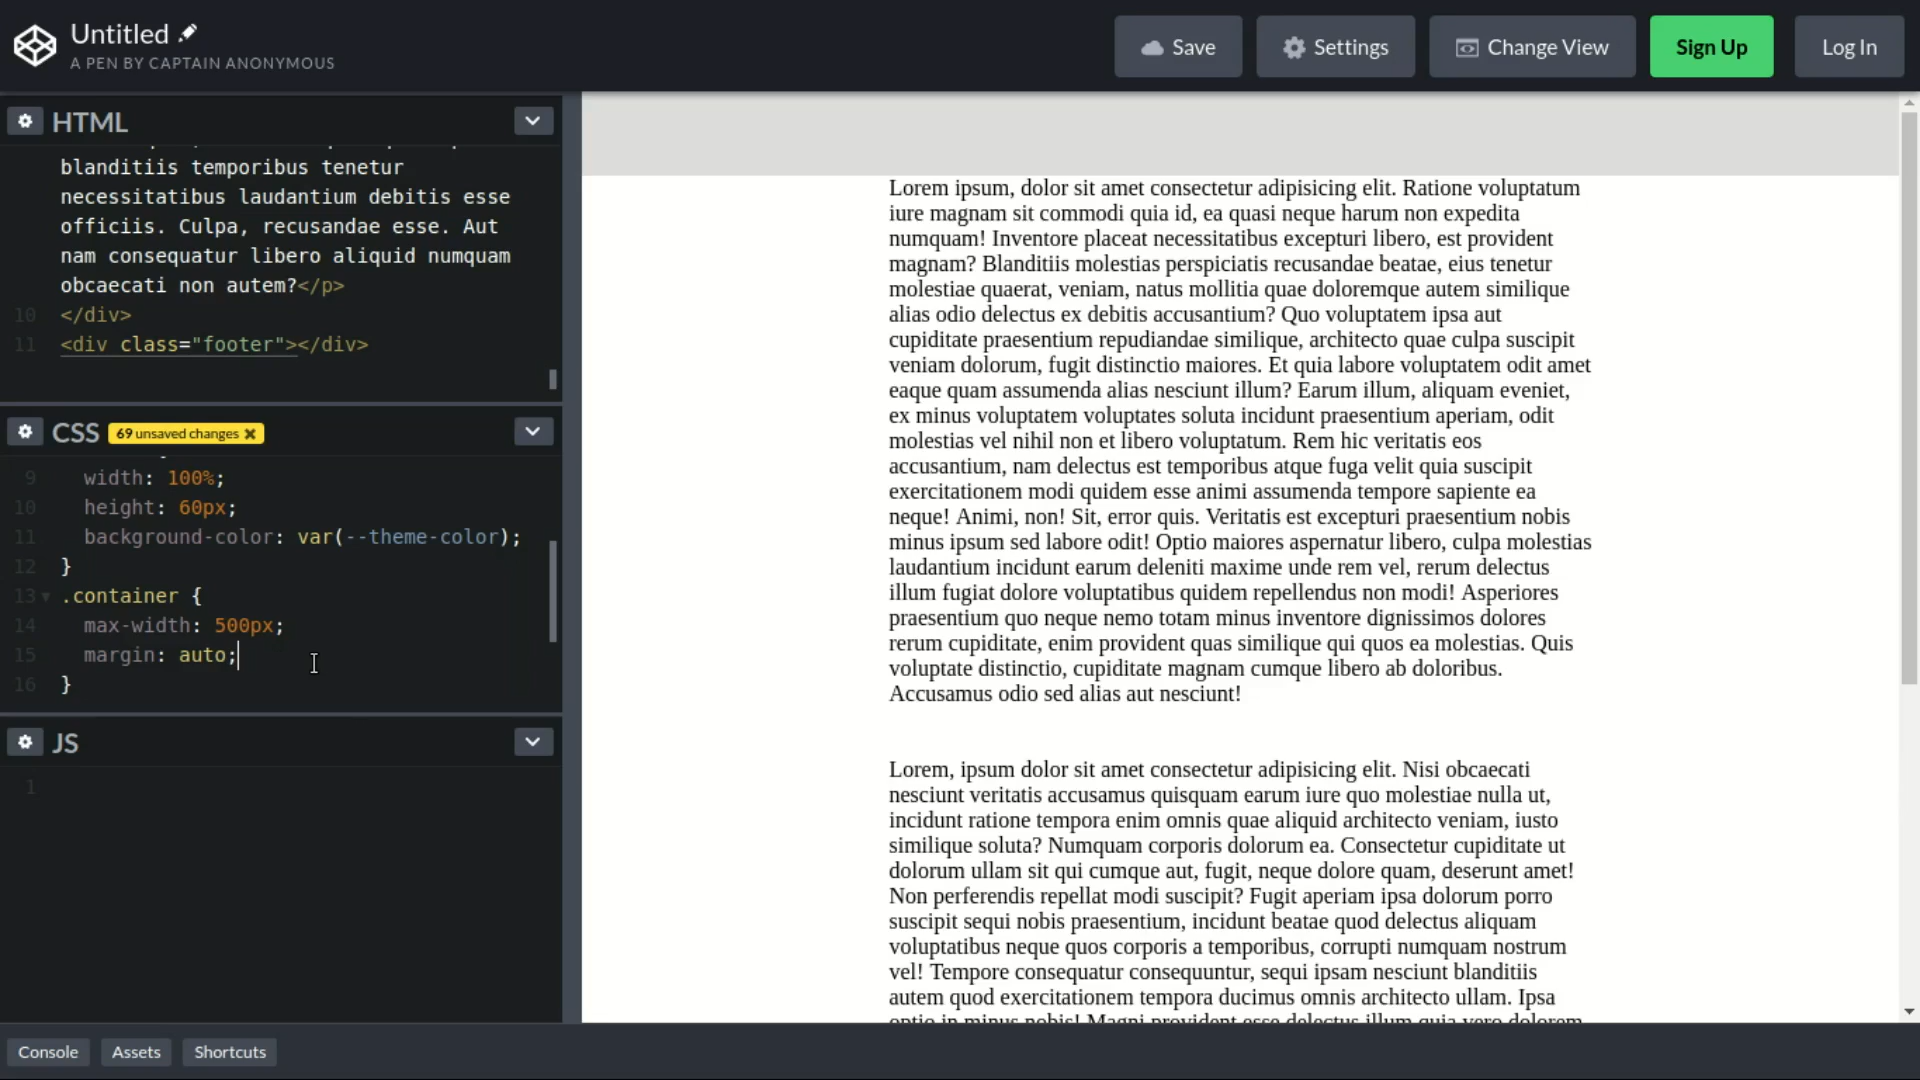 Untitled
A PEN BY CAPTAIN ANONYMOUS
Save
Settings
Change View
Sign Up
Log In
HTML
blanditiis temporibus tenetur
necessitatibus laudantium debitis esse
officiis. Culpa, recusandae esse. Aut
nam consequatur libero aliquid numquam
obcaecati non autem?</p>
10 </div>
11 <div class="footer"></div>
CSS 69 unsaved changes
9 width: 100%;
10 height: 60px;
11 background-color: var(--theme-color);
12 }
13 .container {
14 max-width: 500px;
15 margin: auto;
16 }
JS
1
Lorem ipsum, dolor sit amet consectetur adipisicing elit. Ratione voluptatum
iure magnam sit commodi quia id, ea quasi neque harum non expedita
numquam! Inventore placeat necessitatibus excepturi libero, est provident
magnam? Blanditiis molestias perspiciatis recusandae beatae, eius tenetur
molestiae quaerat, veniam, natus mollitia quae doloremque autem similique
alias odio delectus ex debitis accusantium? Quo voluptatem ipsa aut
cupiditate praesentium repudiandae similique, architecto quae culpa suscipit
veniam dolorum, fugit distinctio maiores. Et quia labore voluptatem odit amet
eaque quam assumenda alias nesciunt illum? Earum illum, aliquam eveniet,
ex minus voluptatem voluptates soluta incidunt praesentium aperiam, odit
molestias vel nihil non et libero voluptatum. Rem hic veritatis eos
accusantium, nam delectus est temporibus atque fuga velit quia suscipit
exercitationem modi quidem esse animi assumenda tempore sapiente ea
neque! Animi, non! Sit, error quis. Veritatis est excepturi praesentium nobis
minus ipsum sed labore odit! Optio maiores aspernatur libero, culpa molestias
laudantium incidunt earum deleniti maxime unde rem vel, rerum delectus
illum fugiat dolore voluptatibus quidem repellendus non modi! Asperiores
praesentium quo neque nemo totam minus inventore dignissimos dolores
rerum cupiditate, enim provident quas similique qui quos ea molestias. Quis
voluptate distinctio, cupiditate magnam cumque libero ab doloribus.
Accusamus odio sed alias aut nesciunt!
Lorem, ipsum dolor sit amet consectetur adipisicing elit. Nisi obcaecati
nesciunt veritatis accusamus quisquam earum iure quo molestiae nulla ut,
incidunt ratione tempora enim omnis quae aliquid architecto veniam, iusto
similique soluta? Numquam corporis dolorum ea. Consectetur cupiditate ut
dolorum ullam sit qui cumque aut, fugit, neque dolore quam, deserunt amet!
Non perferendis repellat modi suscipit? Fugit aperiam ipsa dolorum porro
suscipit sequi nobis praesentium, incidunt beatae quod delectus aliquam
voluptatibus neque quos corporis a temporibus, corrupti numquam nostrum
vel! Tempore consequatur consequuntur, sequi ipsam nesciunt blanditiis
autem quod exercitationem tempora ducimus omnis architecto ullam. Ipsa
optio in minus nobis! Magni provident esse delectus illum quia vero dolorem
Console
Assets
Shortcuts